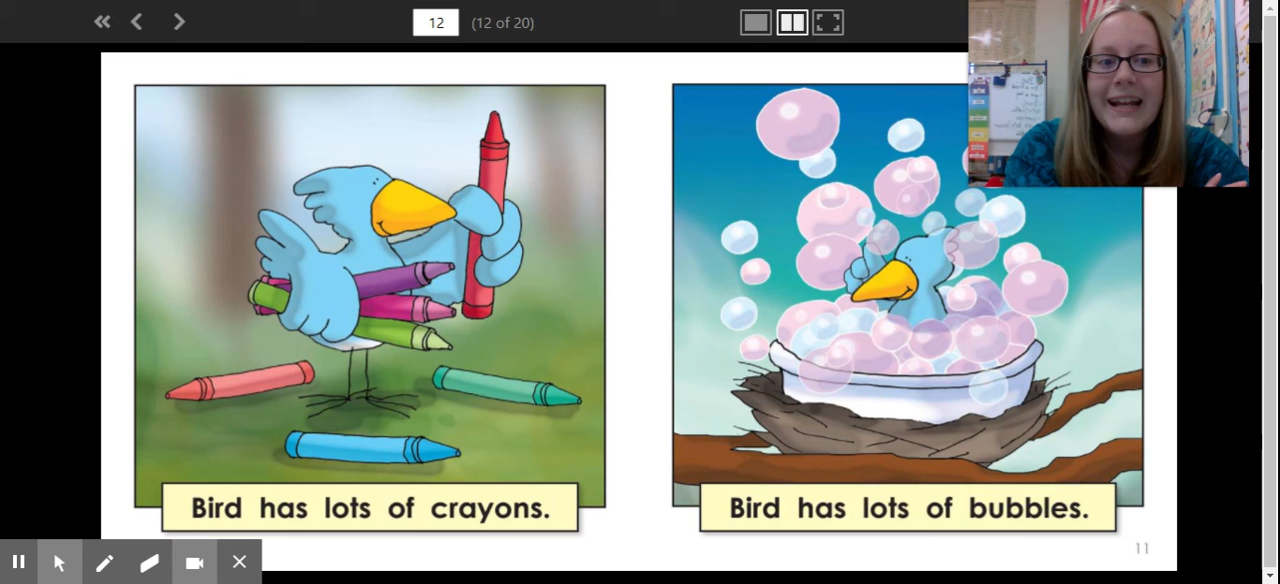 12 (12 of 20)
Bird has lots of crayons.
Bird has lots of bubbles.
11